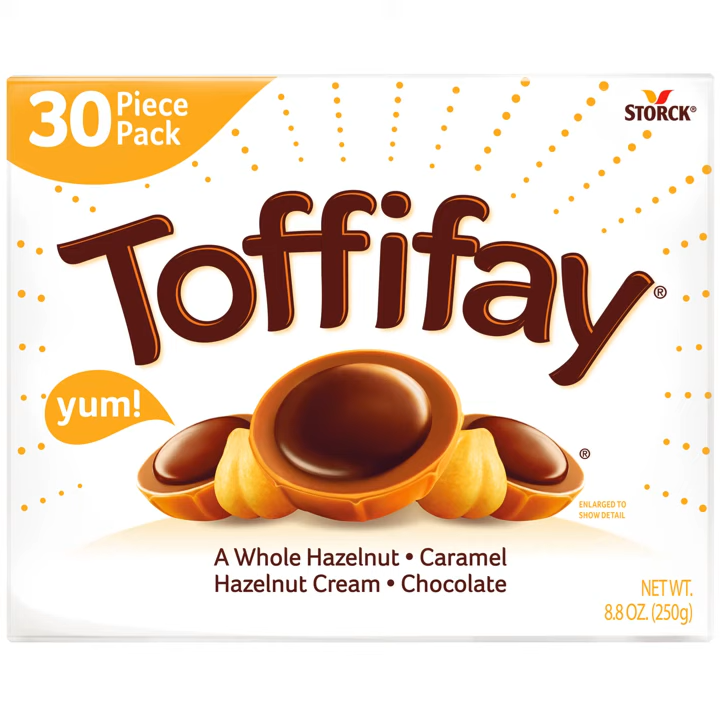 30 Piece
Pack
STORCK®
Toffifay®
yum!
®
ENLARGED TO
SHOW DETAIL
A Whole Hazelnut • Caramel
Hazelnut Cream • Chocolate
NET WT.
8.8 OZ. (250g)